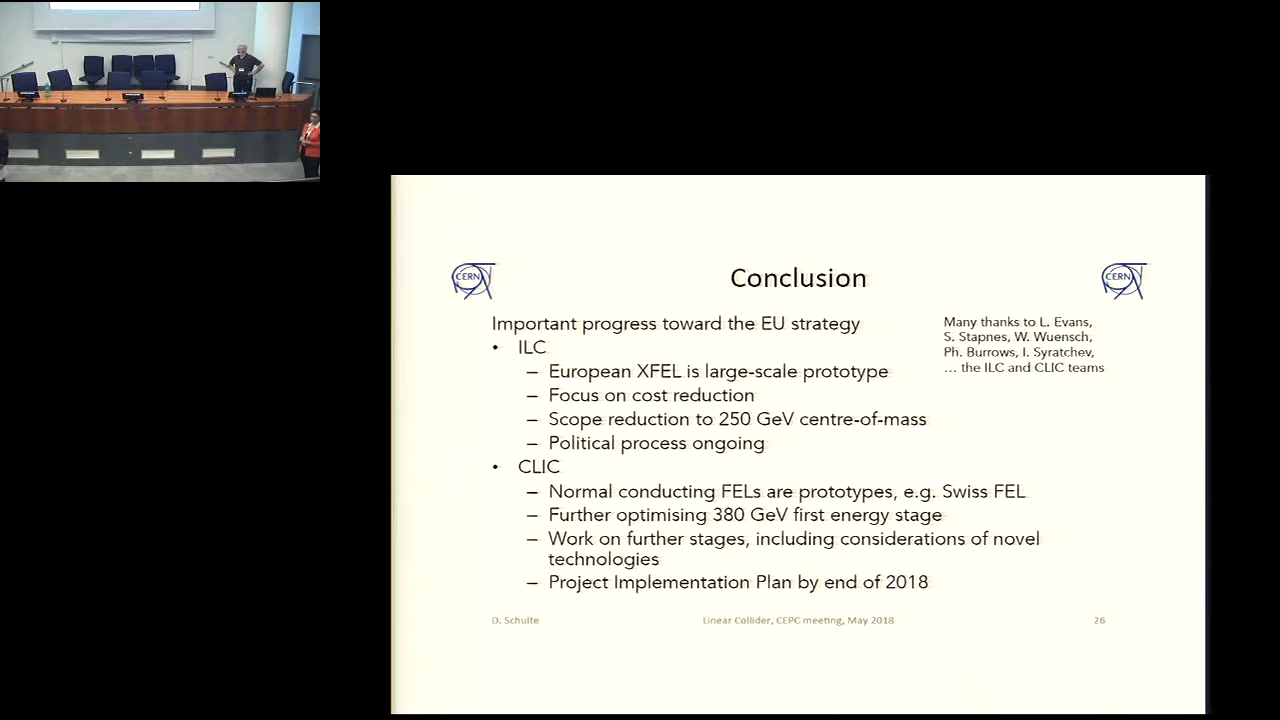 CERN
Conclusion
CERN
Important progress toward the EU strategy
Many thanks to L. Evans,
S. Stapnes, W. Wuensch,
Ph. Burrows, I. Syratchev,
… the ILC and CLIC teams
• ILC
– European XFEL is large-scale prototype
– Focus on cost reduction
– Scope reduction to 250 GeV centre-of-mass
– Political process ongoing
• CLIC
– Normal conducting FELs are prototypes, e.g. Swiss FEL
– Further optimising 380 GeV first energy stage
– Work on further stages, including considerations of novel
technologies
– Project Implementation Plan by end of 2018
D. Schulte
Linear Collider, CEPC meeting, May 2018
26